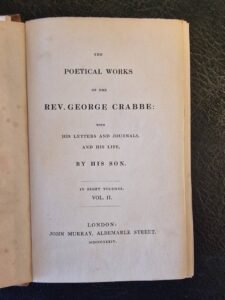 THE
POETICAL WORKS
OF THE
REV. GEORGE CRABBE:
WITH
HIS LETTERS AND JOURNALS,
AND HIS LIFE,
BY HIS SON.
IN EIGHT VOLUMES.
VOL. II.
LONDON:
JOHN MURRAY, ALBEMARLE STREET.
MDCCCXXXIV.